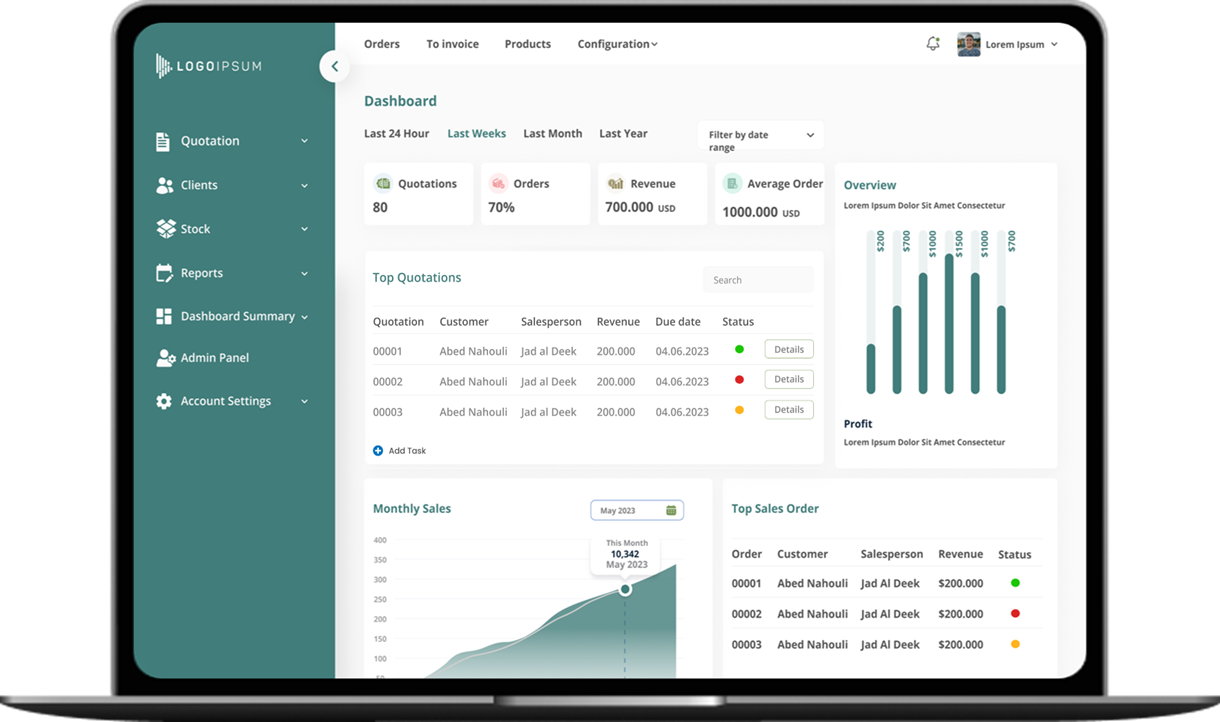 LOGOIPSUM
Quotation
Clients
Stock
Reports
Dashboard Summary
Admin Panel
Account Settings
Orders To invoice Products Configuration
Lorem Ipsum
Dashboard
Last 24 Hour Last Weeks Last Month Last Year
Filter by date
range
Quotations
80
Orders
70%
Revenue
700.000 USD
Average Order
1000.000 USD
Overview
Lorem Ipsum Dolor Sit Amet Consectetur
$200 $700 $1000 $1500 $1000 $700
Profit
Lorem Ipsum Dolor Sit Amet Consectetur
Top Quotations
Search
Quotation Customer Salesperson Revenue Due date Status
00001 Abed Nahouli Jad al Deek 200.000 04.06.2023 Details
00002 Abed Nahouli Jad al Deek 200.000 04.06.2023 Details
00003 Abed Nahouli Jad al Deek 200.000 04.06.2023 Details
Add Task
Monthly Sales
May 2023
This Month
10,342
May 2023
400
350
300
250
200
150
100
Top Sales Order
Order Customer Salesperson Revenue Status
00001 Abed Nahouli Jad Al Deek $200.000
00002 Abed Nahouli Jad Al Deek $200.000
00003 Abed Nahouli Jad Al Deek $200.000